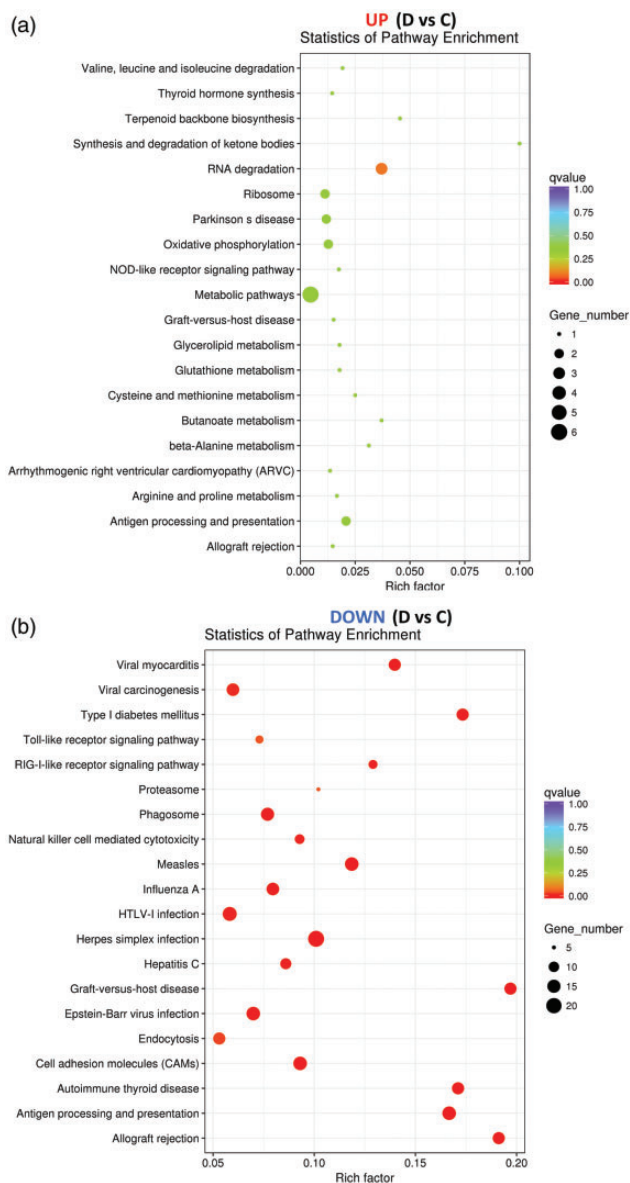 (a)
UP (D vs C)
Statistics of Pathway Enrichment
Valine, leucine and isoleucine degradation
Thyroid hormone synthesis
Terpenoid backbone biosynthesis
Synthesis and degradation of ketone bodies
RNA degradation
Ribosome
Parkinson s disease
Oxidative phosphorylation
NOD-like receptor signaling pathway
Metabolic pathways
Graft-versus-host disease
Glycerolipid metabolism
Glutathione metabolism
Cysteine and methionine metabolism
Butanoate metabolism
beta-Alanine metabolism
Arrhythmogenic right ventricular cardiomyopathy (ARVC)
Arginine and proline metabolism
Antigen processing and presentation
Allograft rejection
0.000 0.025 0.050 0.075 0.100
Rich factor
qvalue
1.00
0.75
0.50
0.25
0.00
Gene_number
1
2
3
4
5
6
(b)
DOWN (D vs C)
Statistics of Pathway Enrichment
Viral myocarditis
Viral carcinogenesis
Type I diabetes mellitus
Toll-like receptor signaling pathway
RIG-I-like receptor signaling pathway
Proteasome
Phagosome
Natural killer cell mediated cytotoxicity
Measles
Influenza A
HTLV-I infection
Herpes simplex infection
Hepatitis C
Graft-versus-host disease
Epstein-Barr virus infection
Endocytosis
Cell adhesion molecules (CAMs)
Autoimmune thyroid disease
Antigen processing and presentation
Allograft rejection
0.05 0.10 0.15 0.20
Rich factor
qvalue
1.00
0.75
0.50
0.25
0.00
Gene_number
5
10
15
20